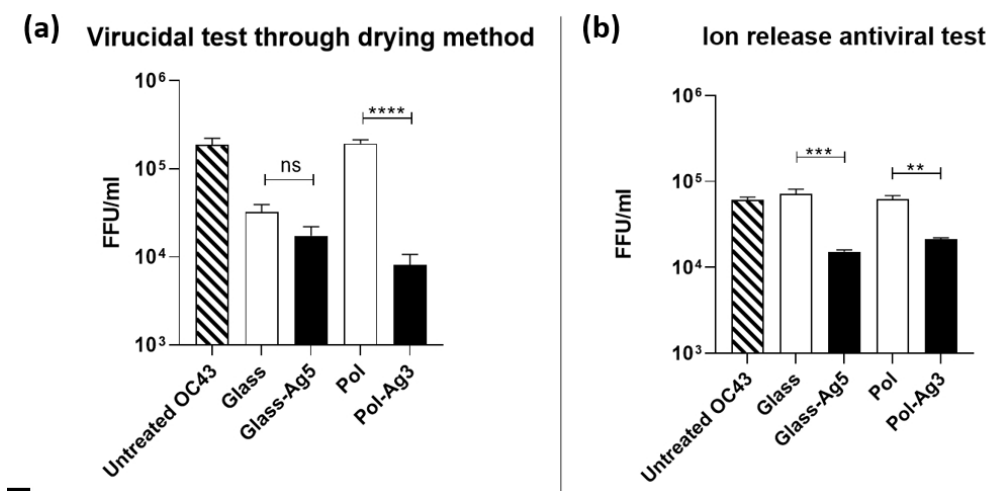 (a) Virucidal test through drying method
10⁶
10⁵
10⁴
10³
FFU/ml
ns
****
Untreated OC43
Glass
Glass-Ag5
Pol
Pol-Ag3
(b) Ion release antiviral test
10⁶
10⁵
10⁴
10³
FFU/ml
***
**
Untreated OC43
Glass
Glass-Ag5
Pol
Pol-Ag3